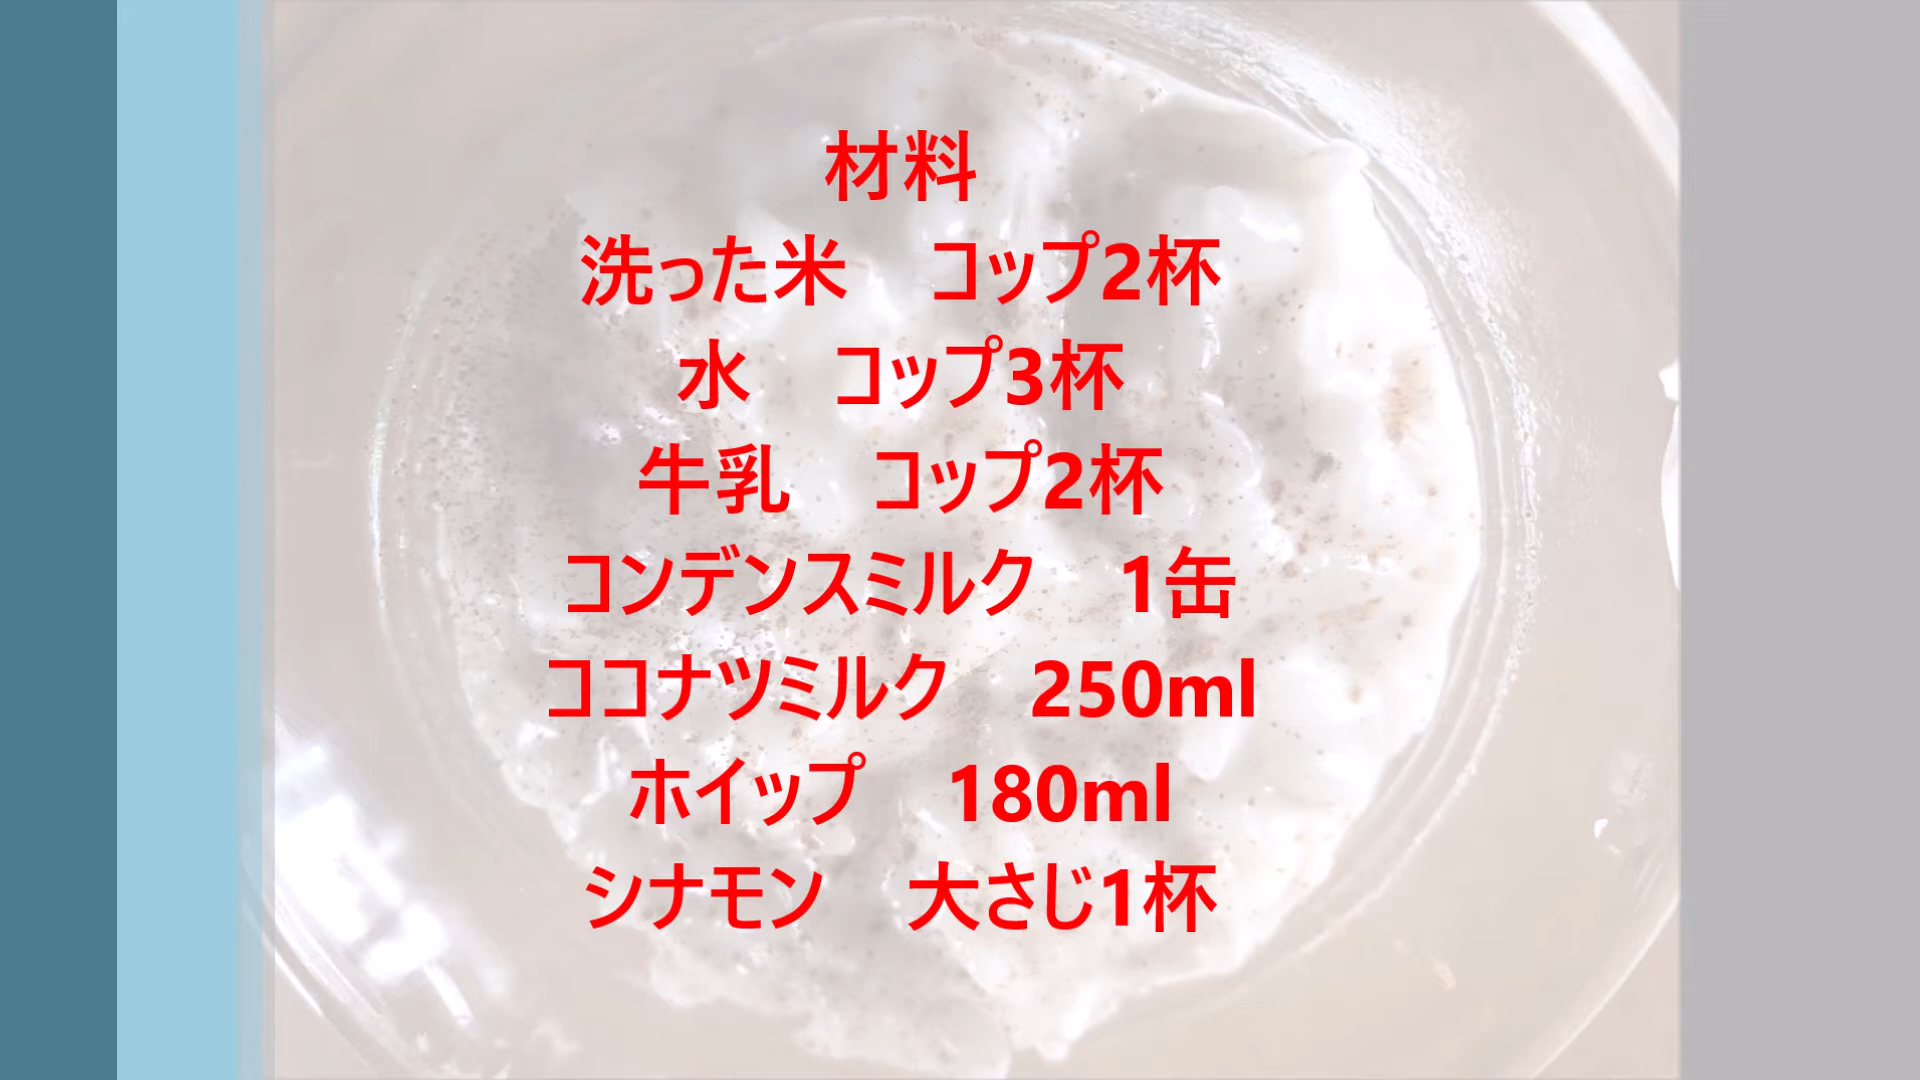 材料
洗った米　コップ2杯
水　コップ3杯
牛乳　コップ2杯
コンデンスミルク　1缶
ココナツミルク　250ml
ホイップ　180ml
シナモン　大さじ1杯